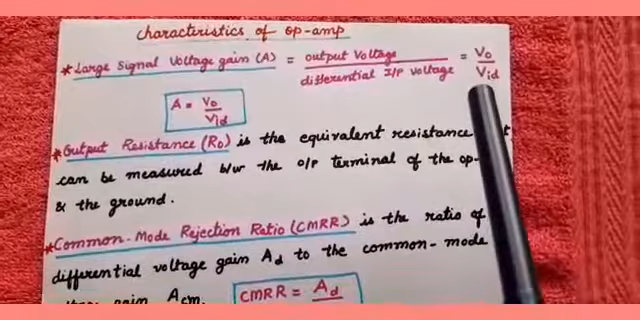 characteristics of op-amp
* Large Signal Voltage gain (A) = output Voltage / differential I/P voltage = Vo / Vid
A = Vo / Vid
* Output Resistance (Ro) is the equivalent resistance
can be measured b/w the o/p terminal of the op-
& the ground.
* Common-Mode Rejection Ratio (CMRR) is the ratio of
differential voltage gain Ad to the common-mode
gain Acm.
CMRR = Ad